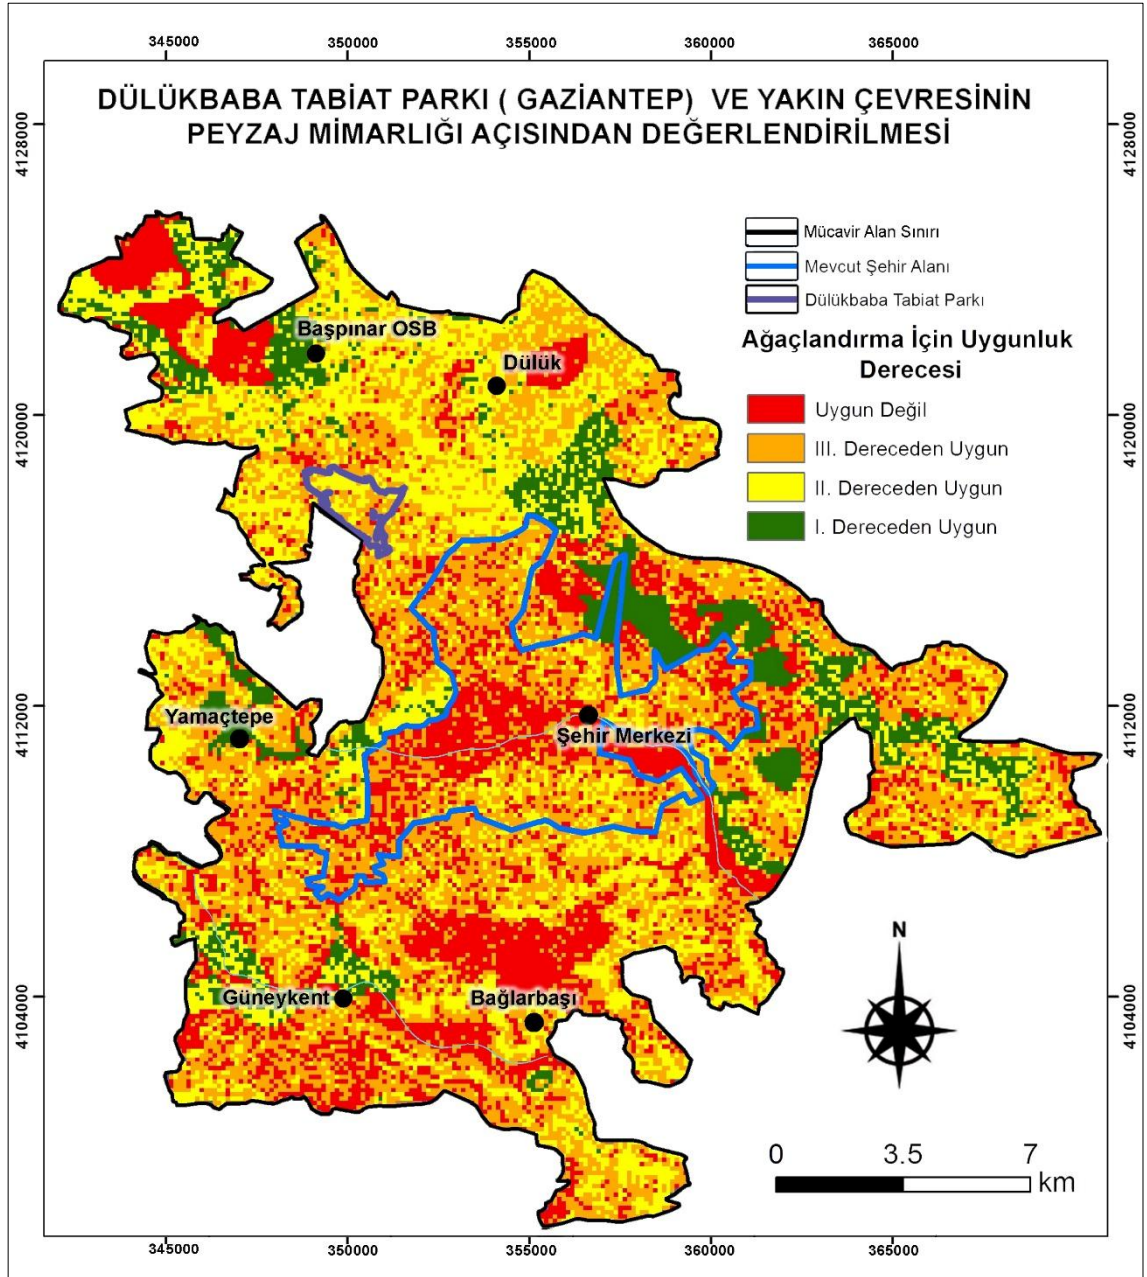 345000 350000 355000 360000 365000
DÜLÜKBABA TABİAT PARKI ( GAZİANTEP) VE YAKIN ÇEVRESİNİN
PEYZAJ MİMARLIĞI AÇISINDAN DEĞERLENDİRİLMESİ
4128000 4128000
Mücavir Alan Sınırı
Mevcut Şehir Alanı
Dülükbaba Tabiat Parkı
Ağaçlandırma İçin Uygunluk
Derecesi
Uygun Değil
III. Dereceden Uygun
II. Dereceden Uygun
I. Dereceden Uygun
Başpınar OSB
Dülük
4120000 4120000
Yamaçtepe
Şehir Merkezi
4112000 4112000
Güneykent
Bağlarbaşı
4104000 4104000
N
0 3.5 7
km
345000 350000 355000 360000 365000